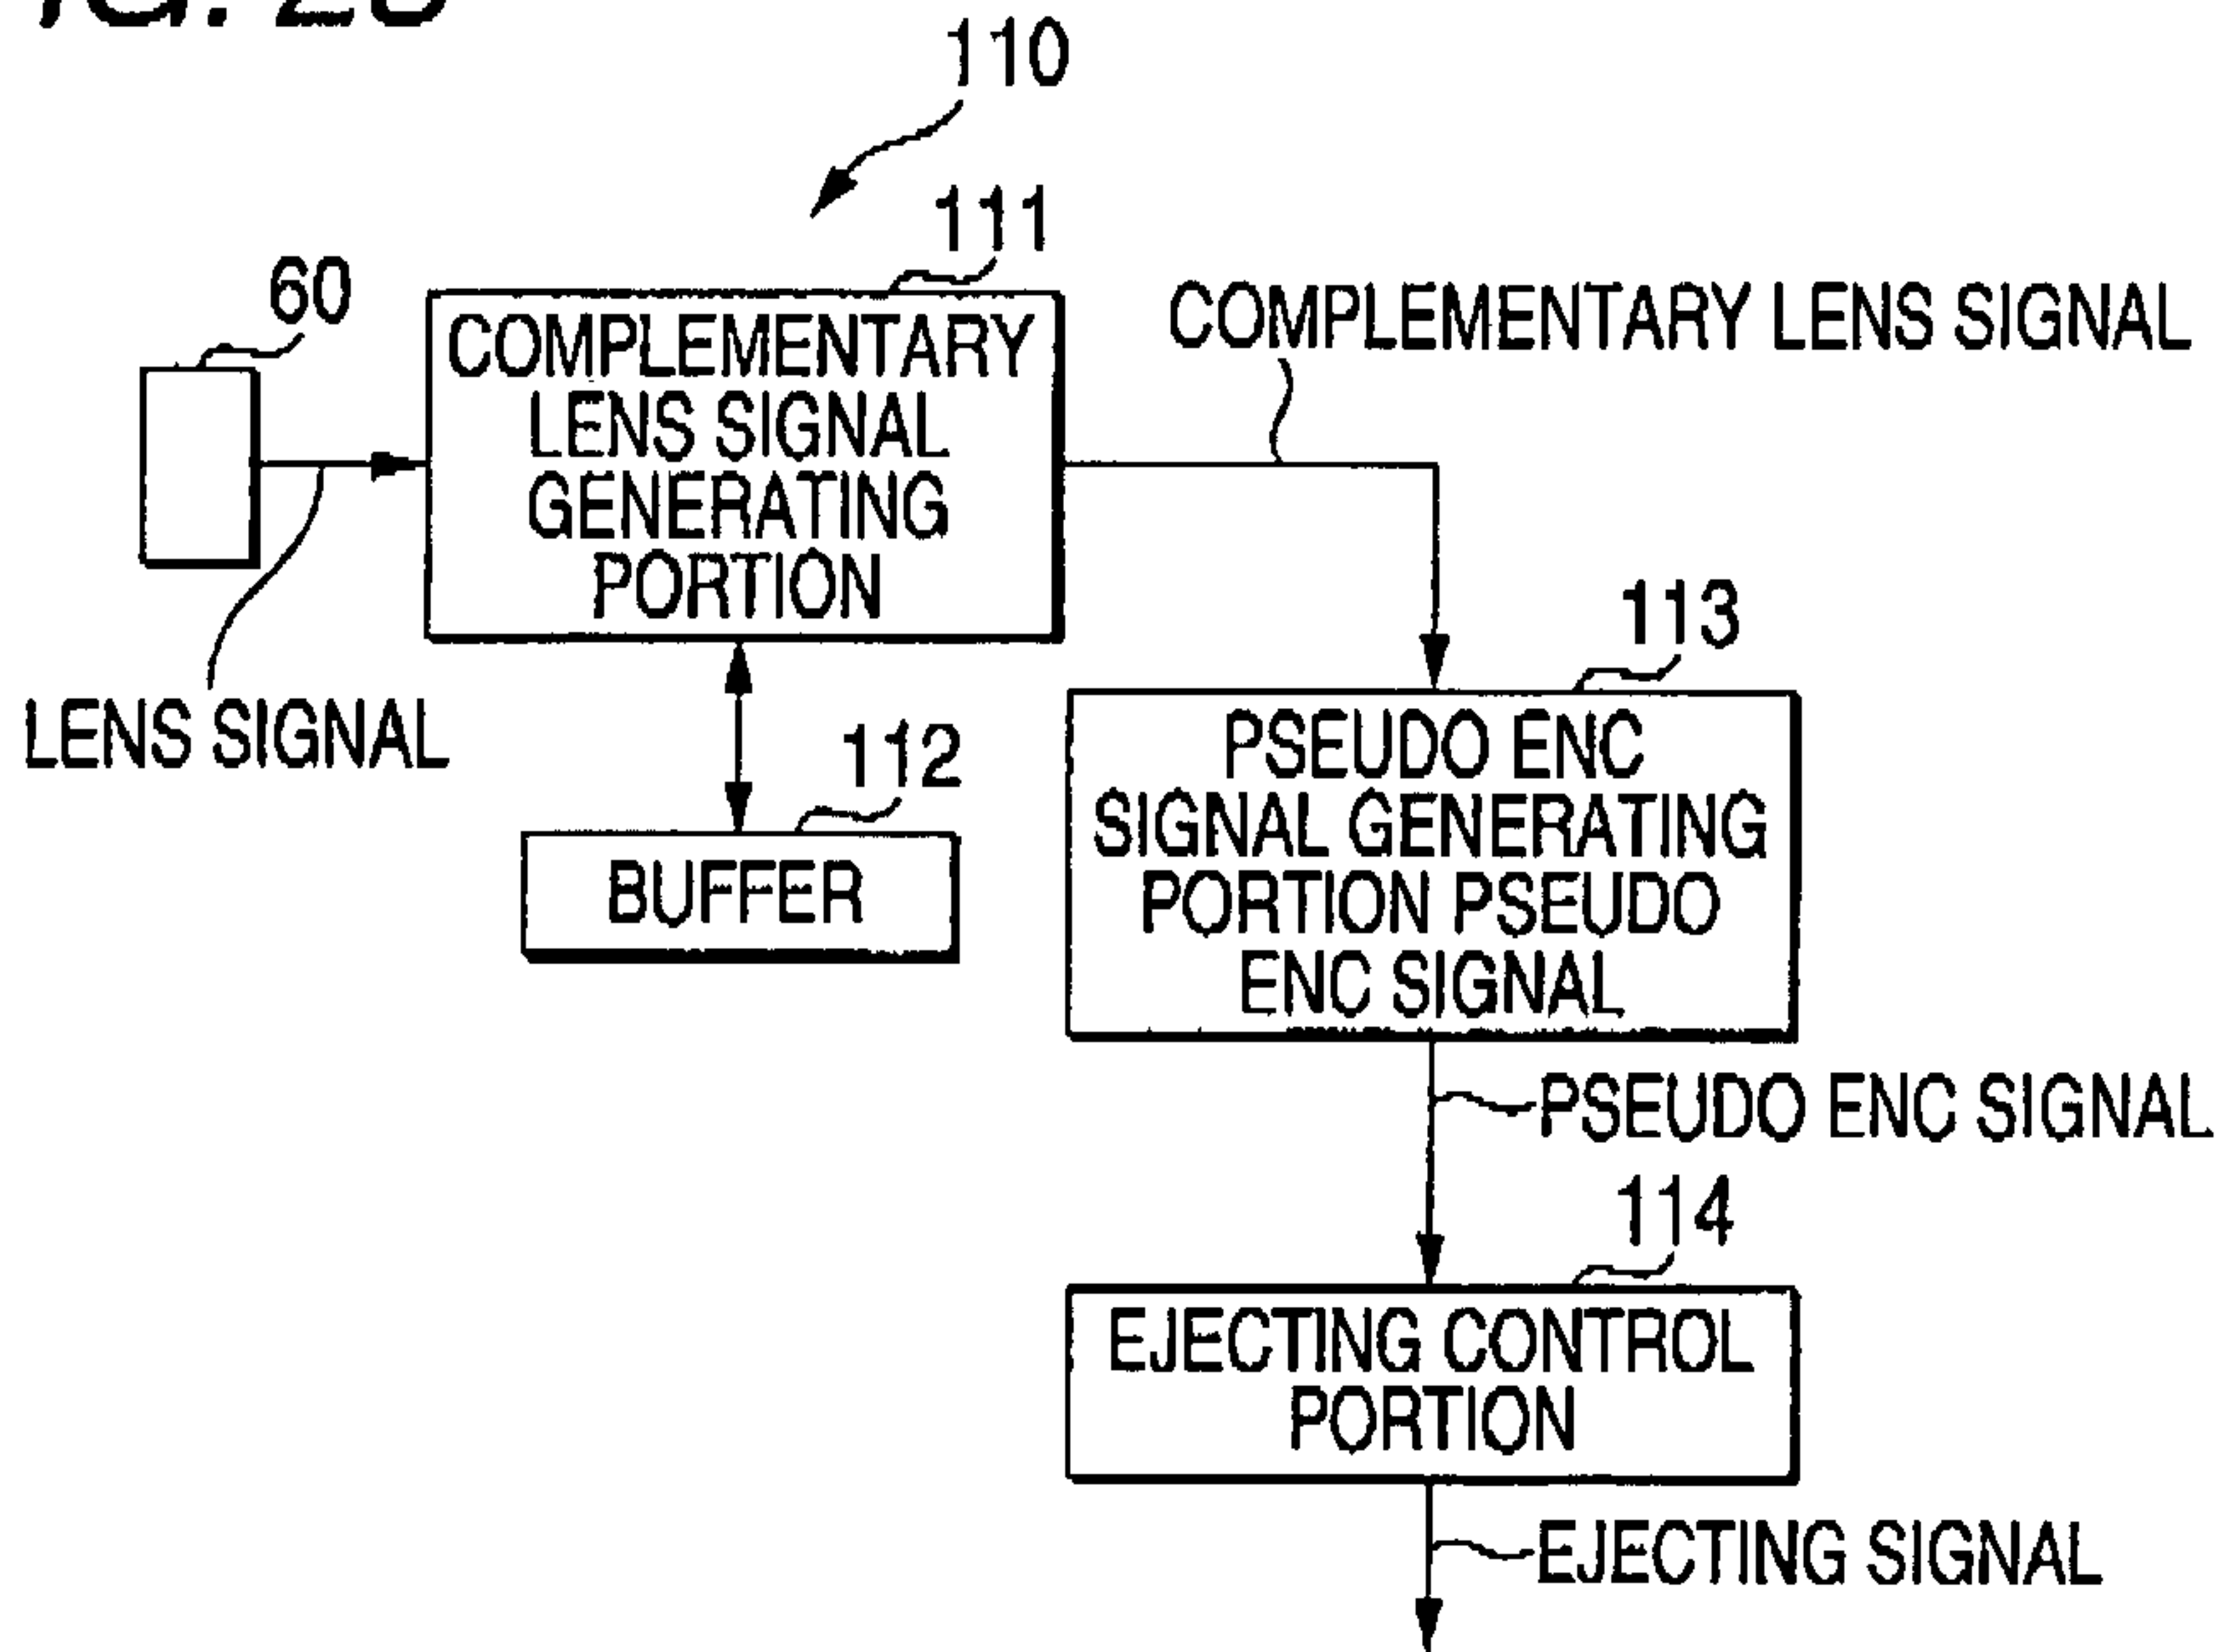 110
111
60
COMPLEMENTARY
LENS SIGNAL
GENERATING
PORTION
COMPLEMENTARY LENS SIGNAL
LENS SIGNAL
112
BUFFER
113
PSEUDO ENC
SIGNAL GENERATING
PORTION PSEUDO
ENC SIGNAL
PSEUDO ENC SIGNAL
114
EJECTING CONTROL
PORTION
EJECTING SIGNAL